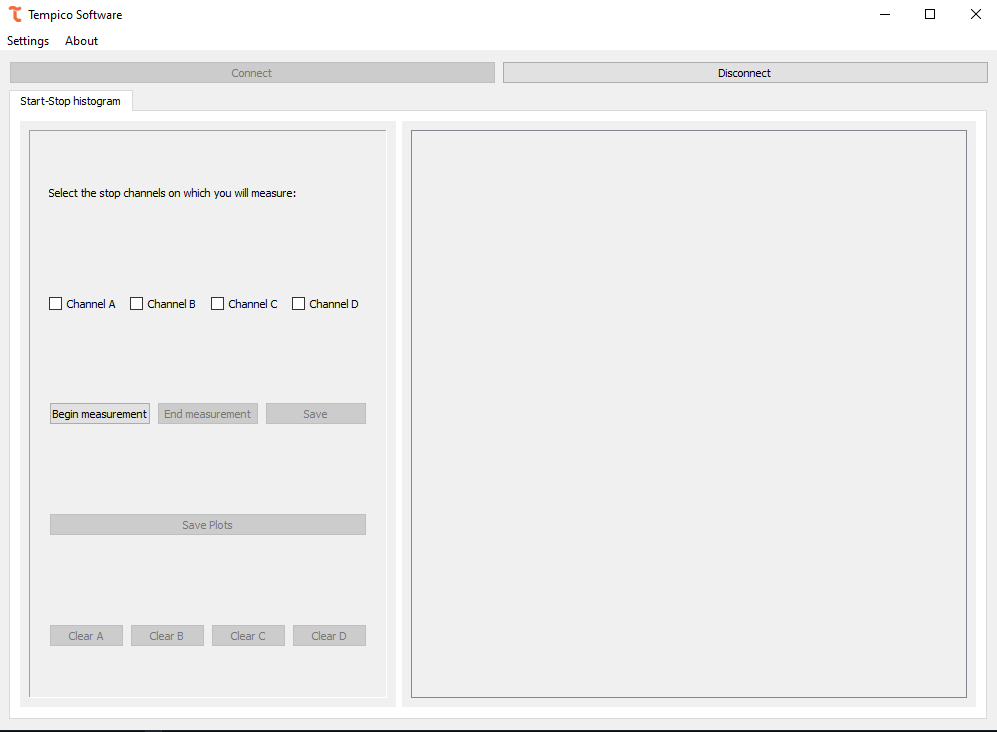 Tempico Software
Settings About
Connect Disconnect
Start-Stop histogram
Select the stop channels on which you will measure:
Channel A Channel B Channel C Channel D
Begin measurement End measurement Save
Save Plots
Clear A Clear B Clear C Clear D